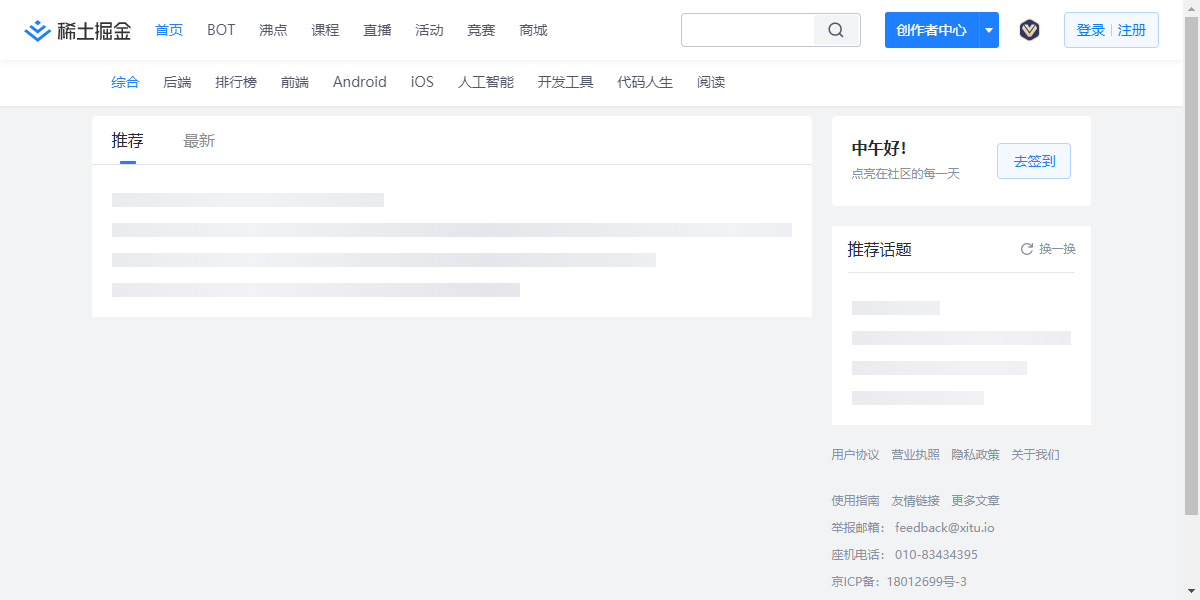 稀土掘金 首页 BOT 沸点 课程 直播 活动 竞赛 商城 创作者中心 登录 注册
综合 后端 排行榜 前端 Android iOS 人工智能 开发工具 代码人生 阅读
推荐 最新
中午好！
点亮在社区的每一天
去签到
推荐话题 换一换
用户协议 营业执照 隐私政策 关于我们
使用指南 友情链接 更多文章
举报邮箱： feedback@xitu.io
座机电话： 010-83434395
京ICP备：18012699号-3